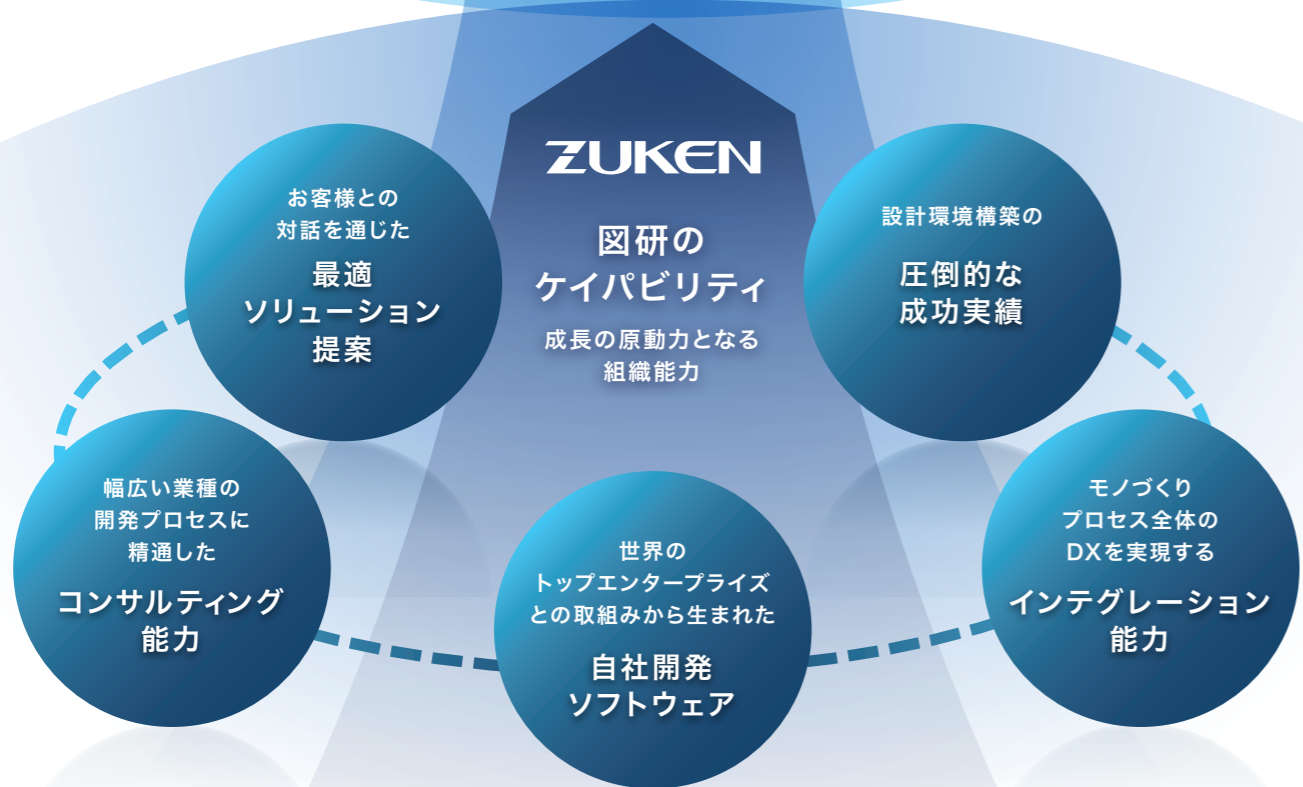 ZUKEN
図研の
ケイパビリティ
成長の原動力となる
組織能力
お客様との
対話を通じた
最適
ソリューション
提案
設計環境構築の
圧倒的な
成功実績
幅広い業種の
開発プロセスに
精通した
コンサルティング
能力
世界の
トップエンタープライズ
との取組みから生まれた
自社開発
ソフトウェア
モノづくり
プロセス全体の
DXを実現する
インテグレーション
能力